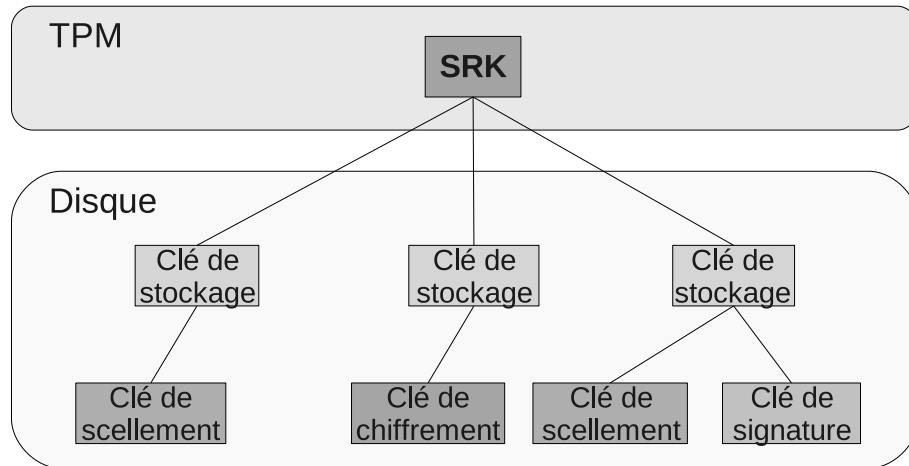 TPM
SRK
Disque
Clé de
stockage
Clé de
stockage
Clé de
stockage
Clé de
scellement
Clé de
chiffrement
Clé de
scellement
Clé de
signature